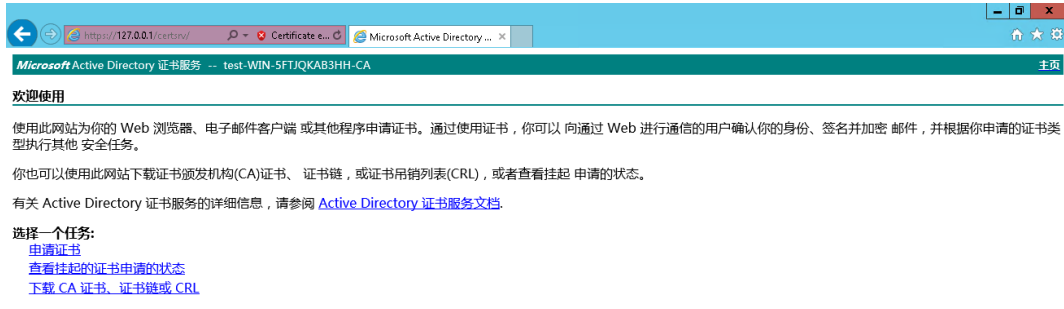 https://127.0.0.1/certsrv/ Certificate e... Microsoft Active Directory ...
Microsoft Active Directory 证书服务 -- test-WIN-5FTJQKAB3HH-CA 主页
欢迎使用
使用此网站为你的 Web 浏览器、电子邮件客户端 或其他程序申请证书。通过使用证书，你可以 向通过 Web 进行通信的用户确认你的身份、签名并加密 邮件，并根据你申请的证书类
型执行其他 安全任务。
你也可以使用此网站下载证书颁发机构(CA)证书、 证书链，或证书吊销列表(CRL)，或者查看挂起 申请的状态。
有关 Active Directory 证书服务的详细信息，请参阅 Active Directory 证书服务文档.
选择一个任务:
申请证书
查看挂起的证书申请的状态
下载 CA 证书、证书链或 CRL